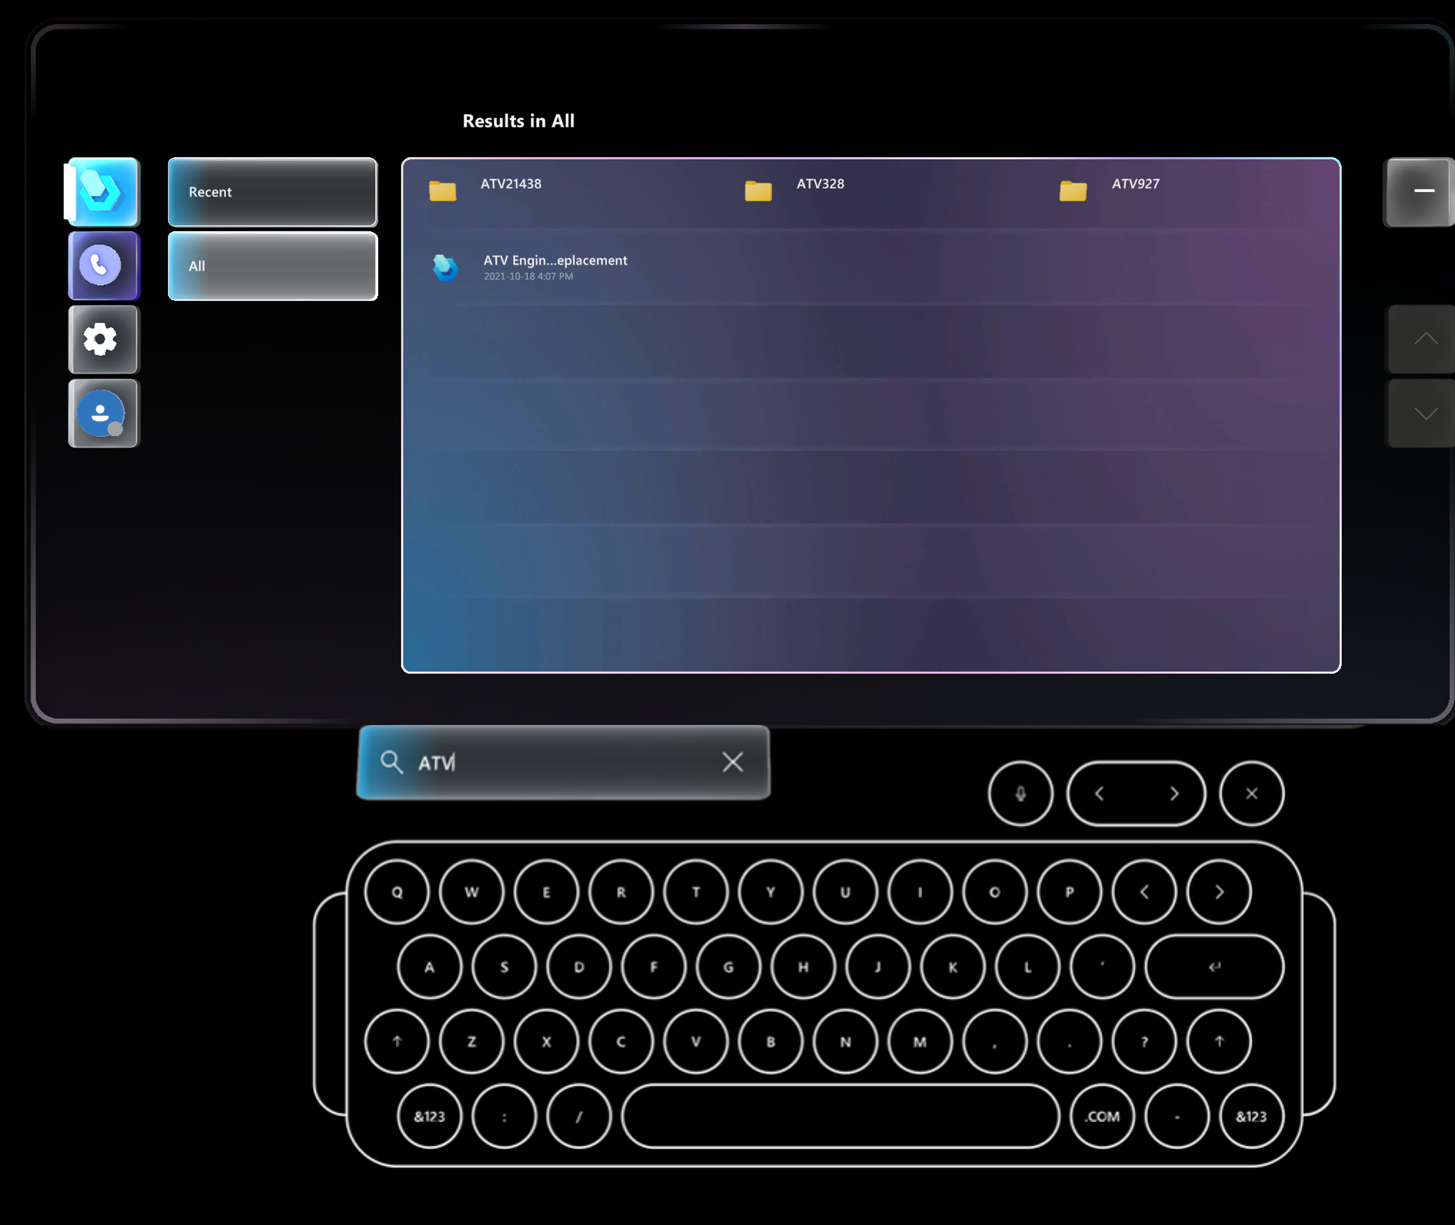 Results in All
Recent
All
ATV21438
ATV328
ATV927
ATV Engin...eplacement
2021-10-18 4:07 PM
ATV
Q W E R T Y U I O P < >
A S D F G H J K L '
Z X C V B N M , . ?
&123 : / .COM - &123